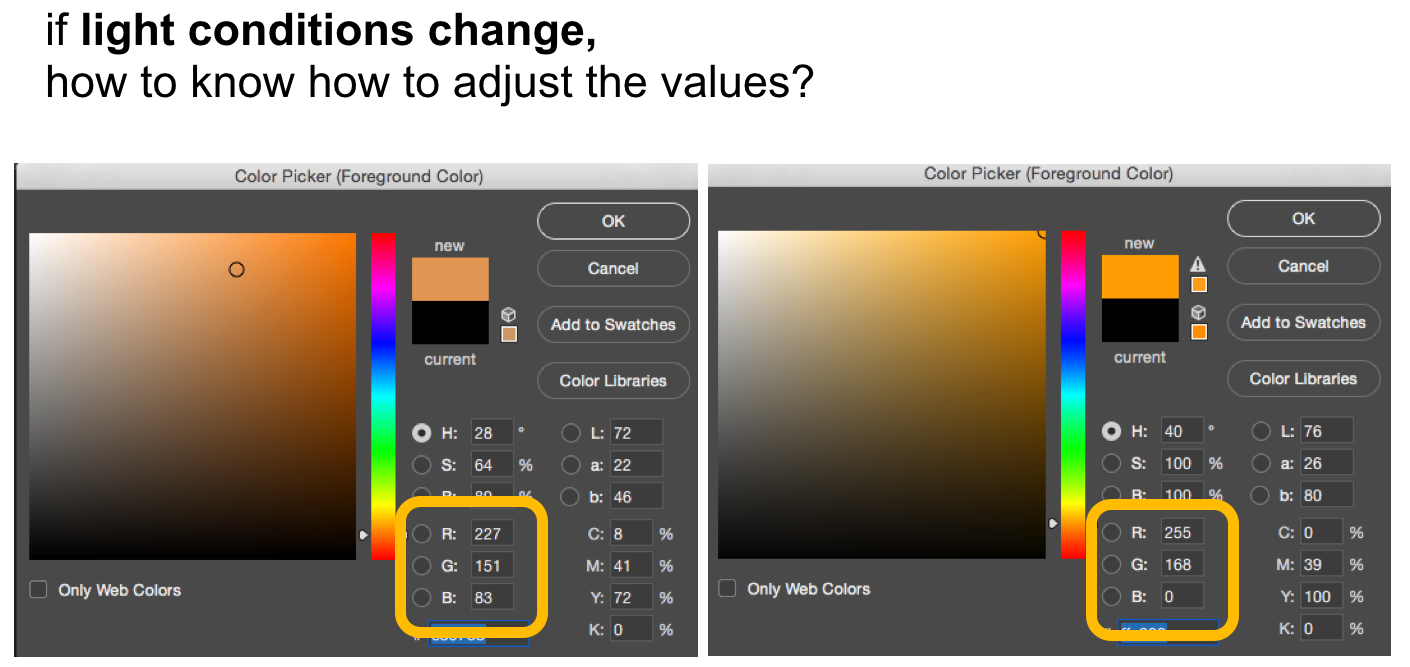 if light conditions change,
how to know how to adjust the values?
Color Picker (Foreground Color)
OK
new
Cancel
Add to Swatches
current
Color Libraries
H: 28 °
L: 72
S: 64 %
a: 22
%
b: 46
R: 227
C: 8 %
G: 151
M: 41 %
Only Web Colors
B: 83
Y: 72 %
K: 0 %
Color Picker (Foreground Color)
OK
new
Cancel
Add to Swatches
current
Color Libraries
H: 40 °
L: 76
S: 100 %
a: 26
B: 100 %
b: 80
R: 255
C: 0 %
G: 168
M: 39 %
Only Web Colors
B: 0
Y: 100 %
K: 0 %